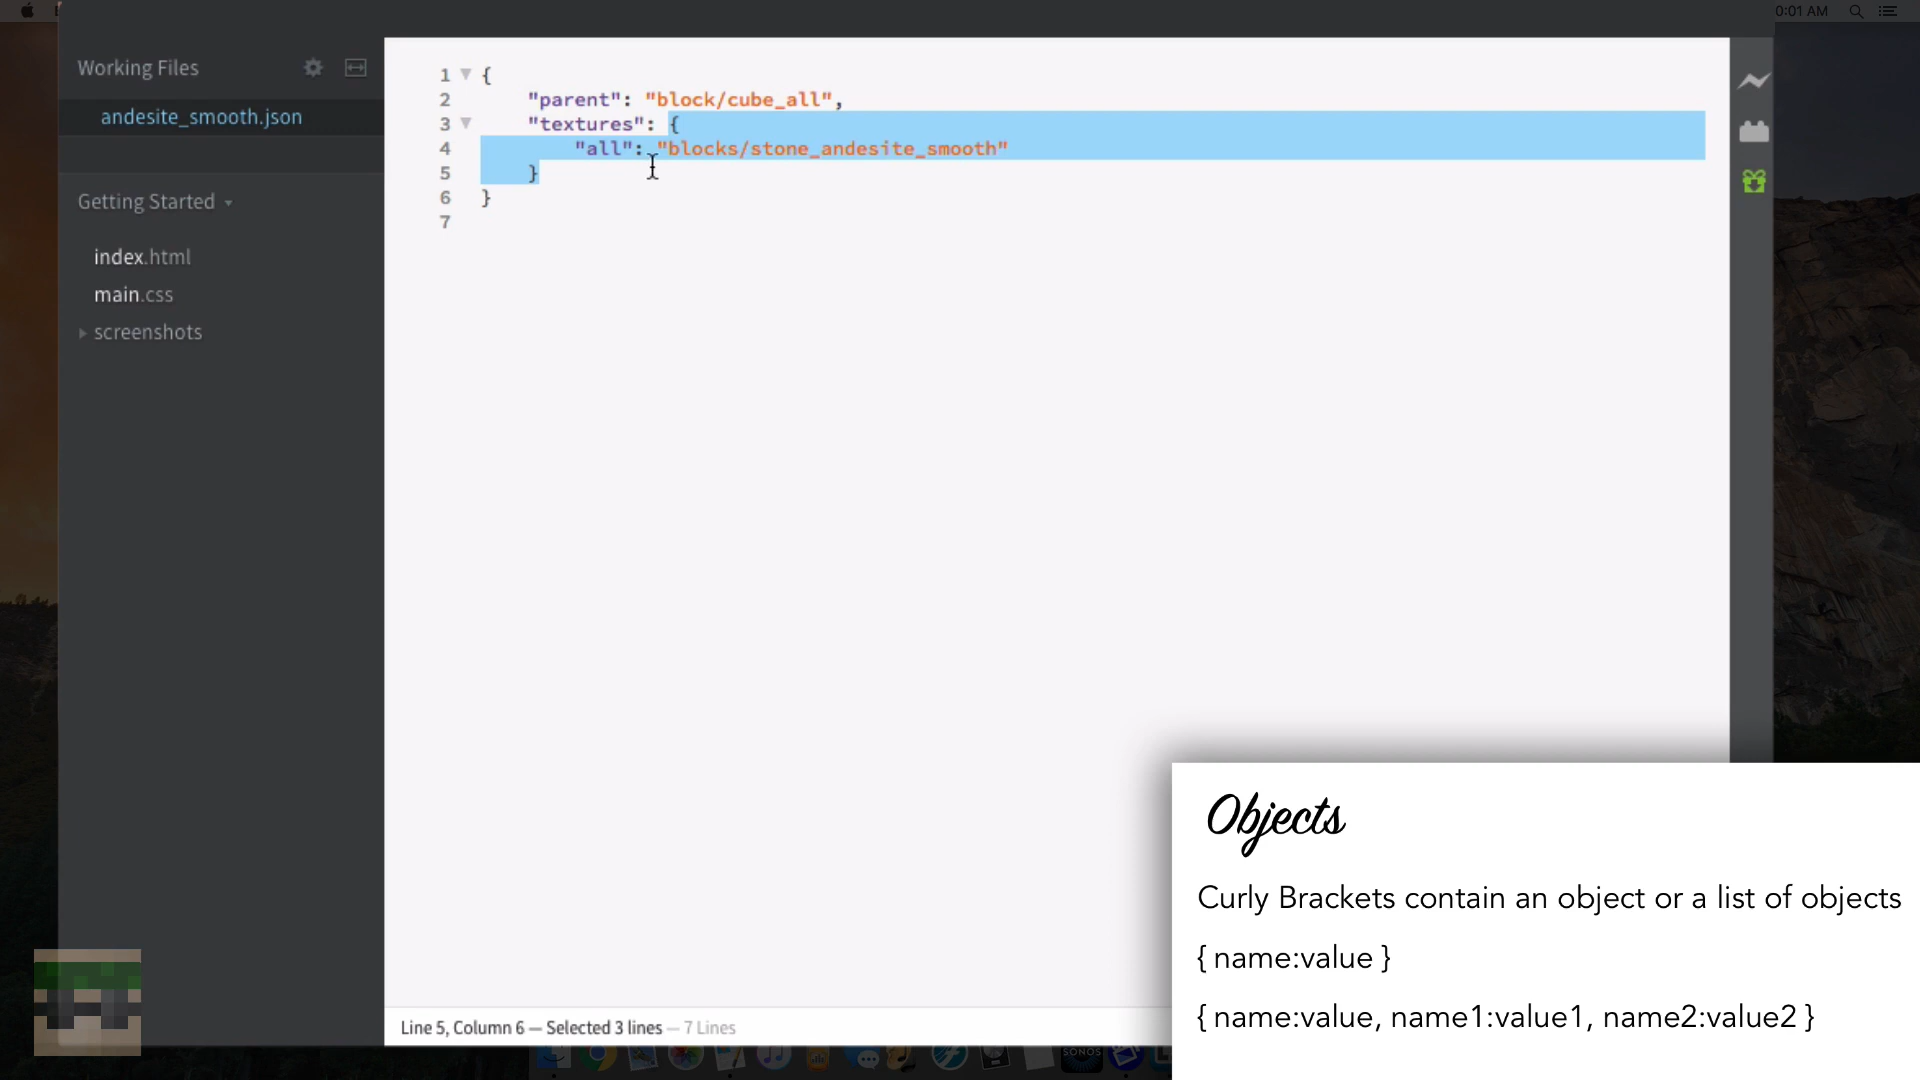 0:01 AM
Working Files
andesite_smooth.json
Getting Started
index.html
main.css
screenshots
1 {
2 "parent": "block/cube_all",
3 "textures": {
4 "all": "blocks/stone_andesite_smooth"
5 }
6 }
7
Line 5, Column 6 — Selected 3 lines — 7 Lines
Objects
Curly Brackets contain an object or a list of objects
{ name:value }
{ name:value, name1:value1, name2:value2 }
SONOS